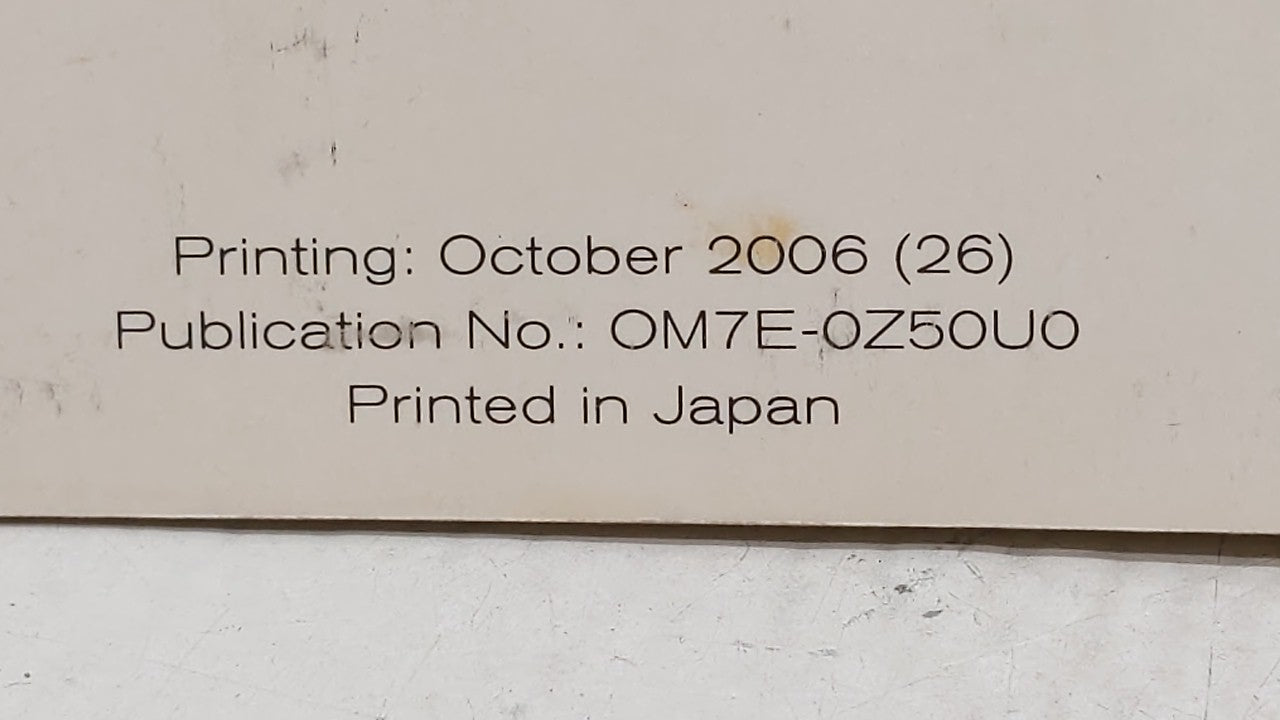 Printing: October 2006 (26)
Publication No.: OM7E-0Z50U0
Printed in Japan